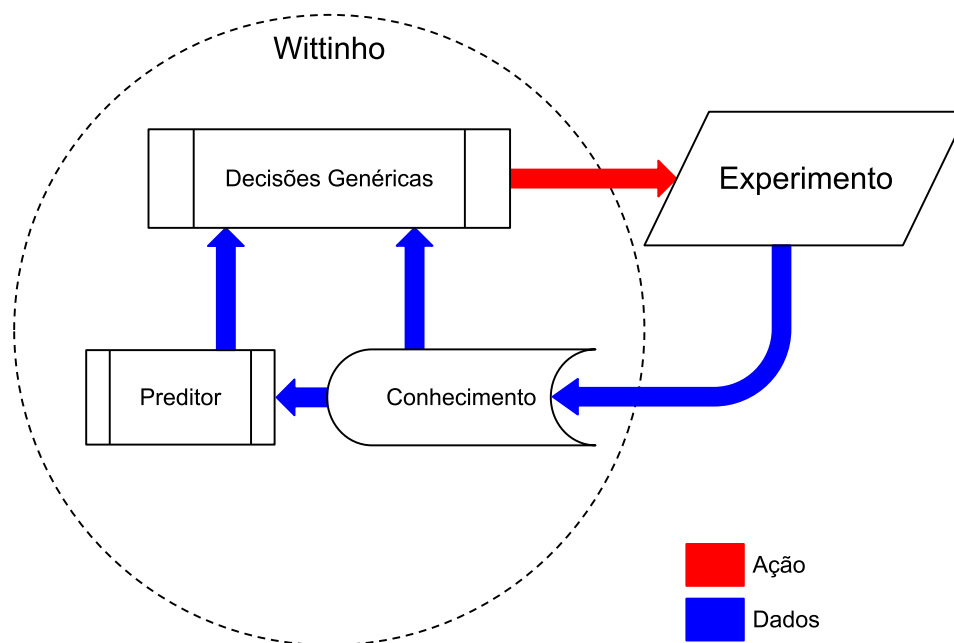 Wittinho
Decisões Genéricas
Experimento
Preditor
Conhecimento
Ação
Dados